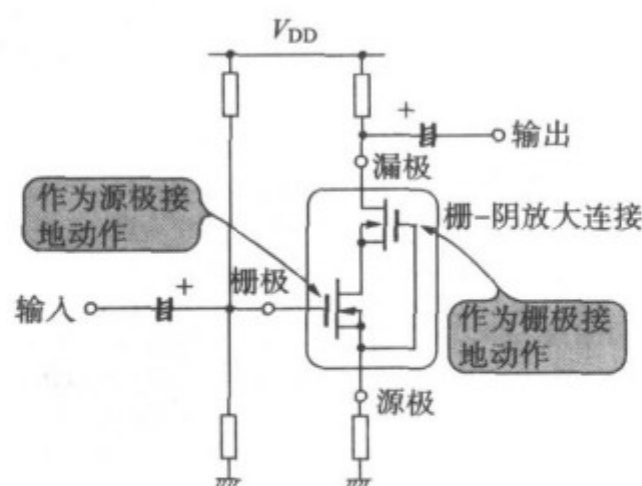 VDD
+
输出
漏极
作为源极接
地动作
栅-阴放大连接
栅极
+
输入
作为栅极接
地动作
源极